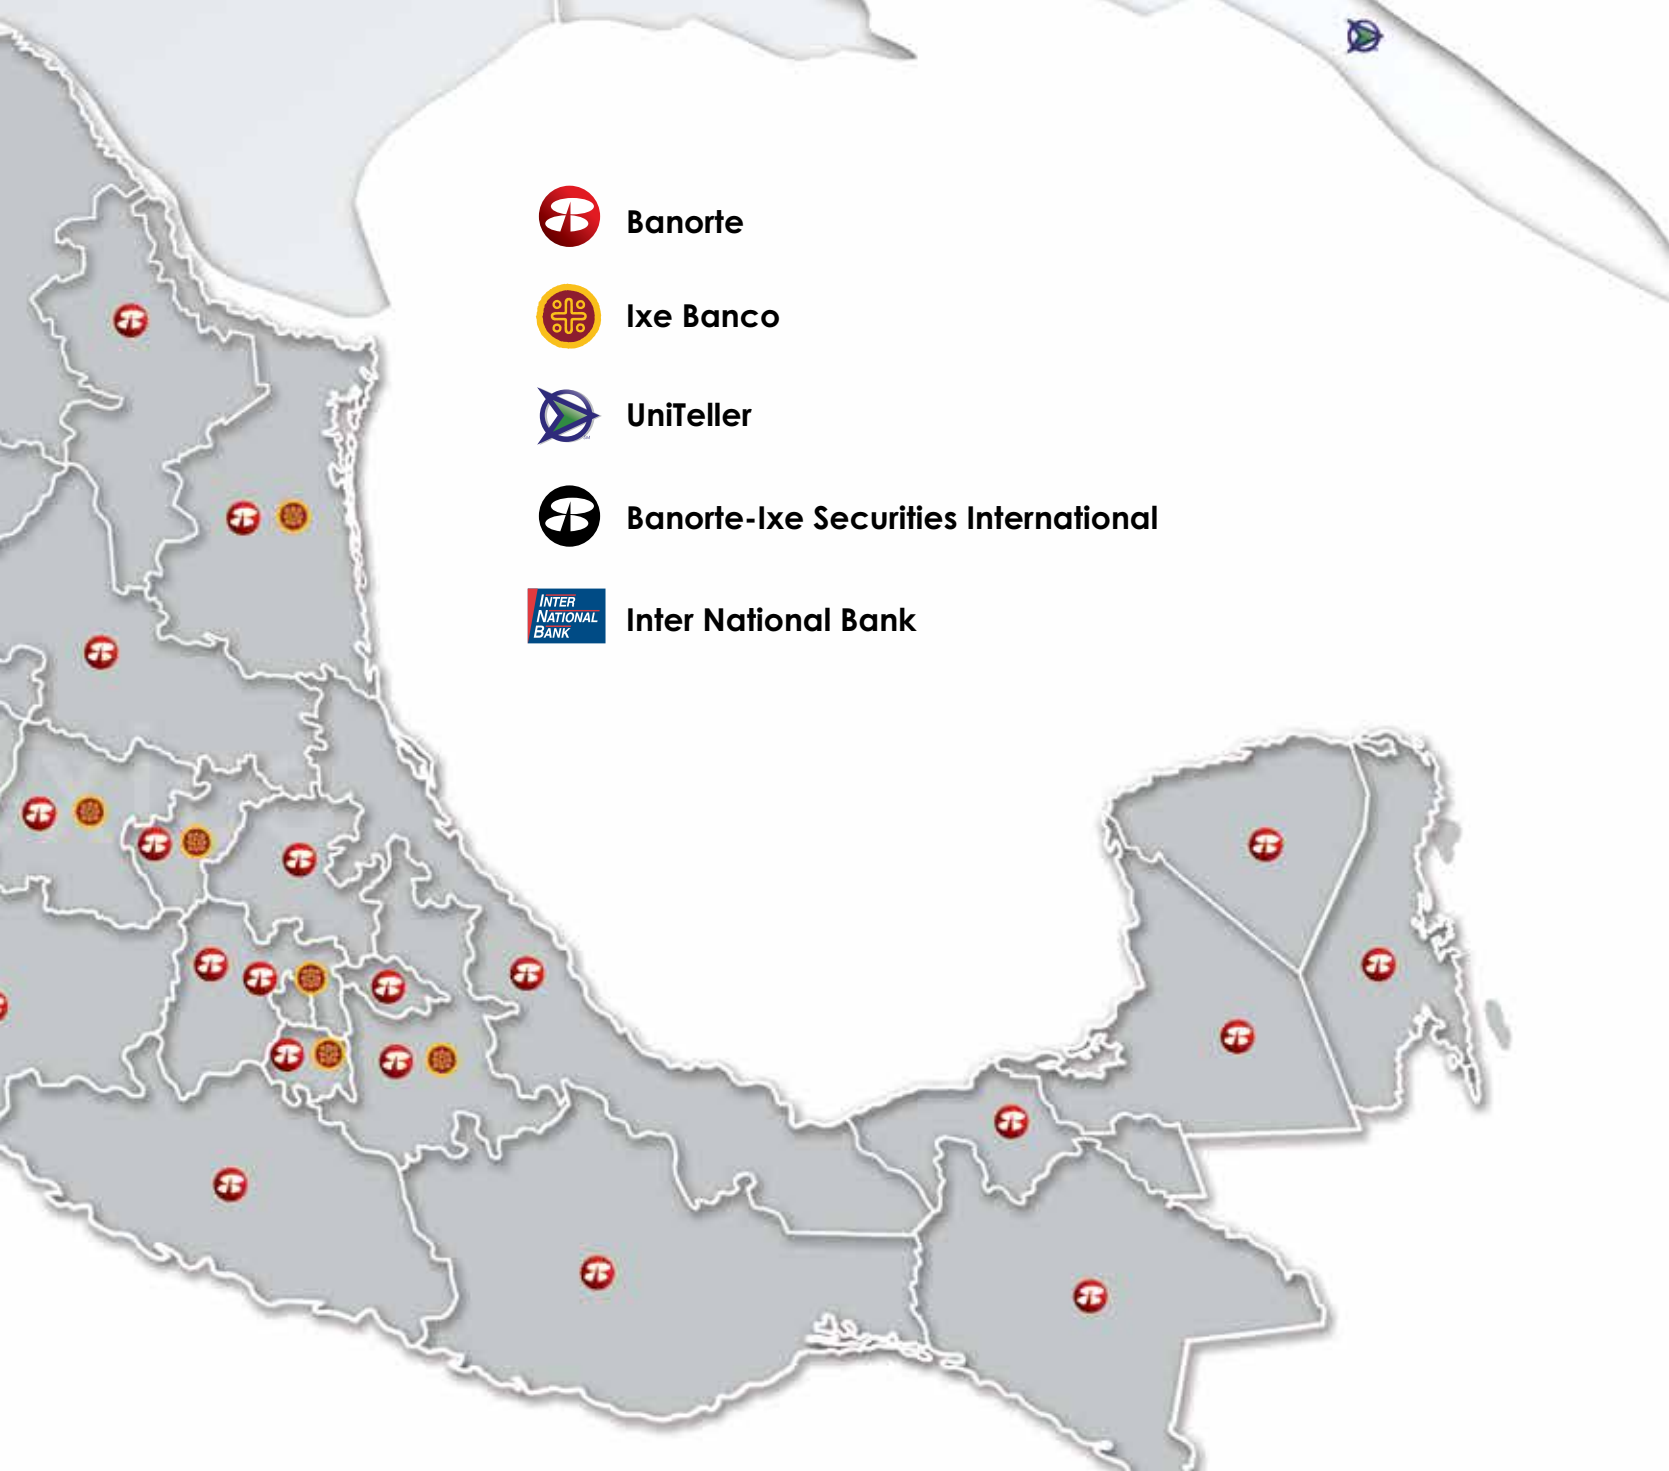 Banorte
Ixe Banco
UniTeller
Banorte-Ixe Securities International
INTER
NATIONAL
BANK
Inter National Bank